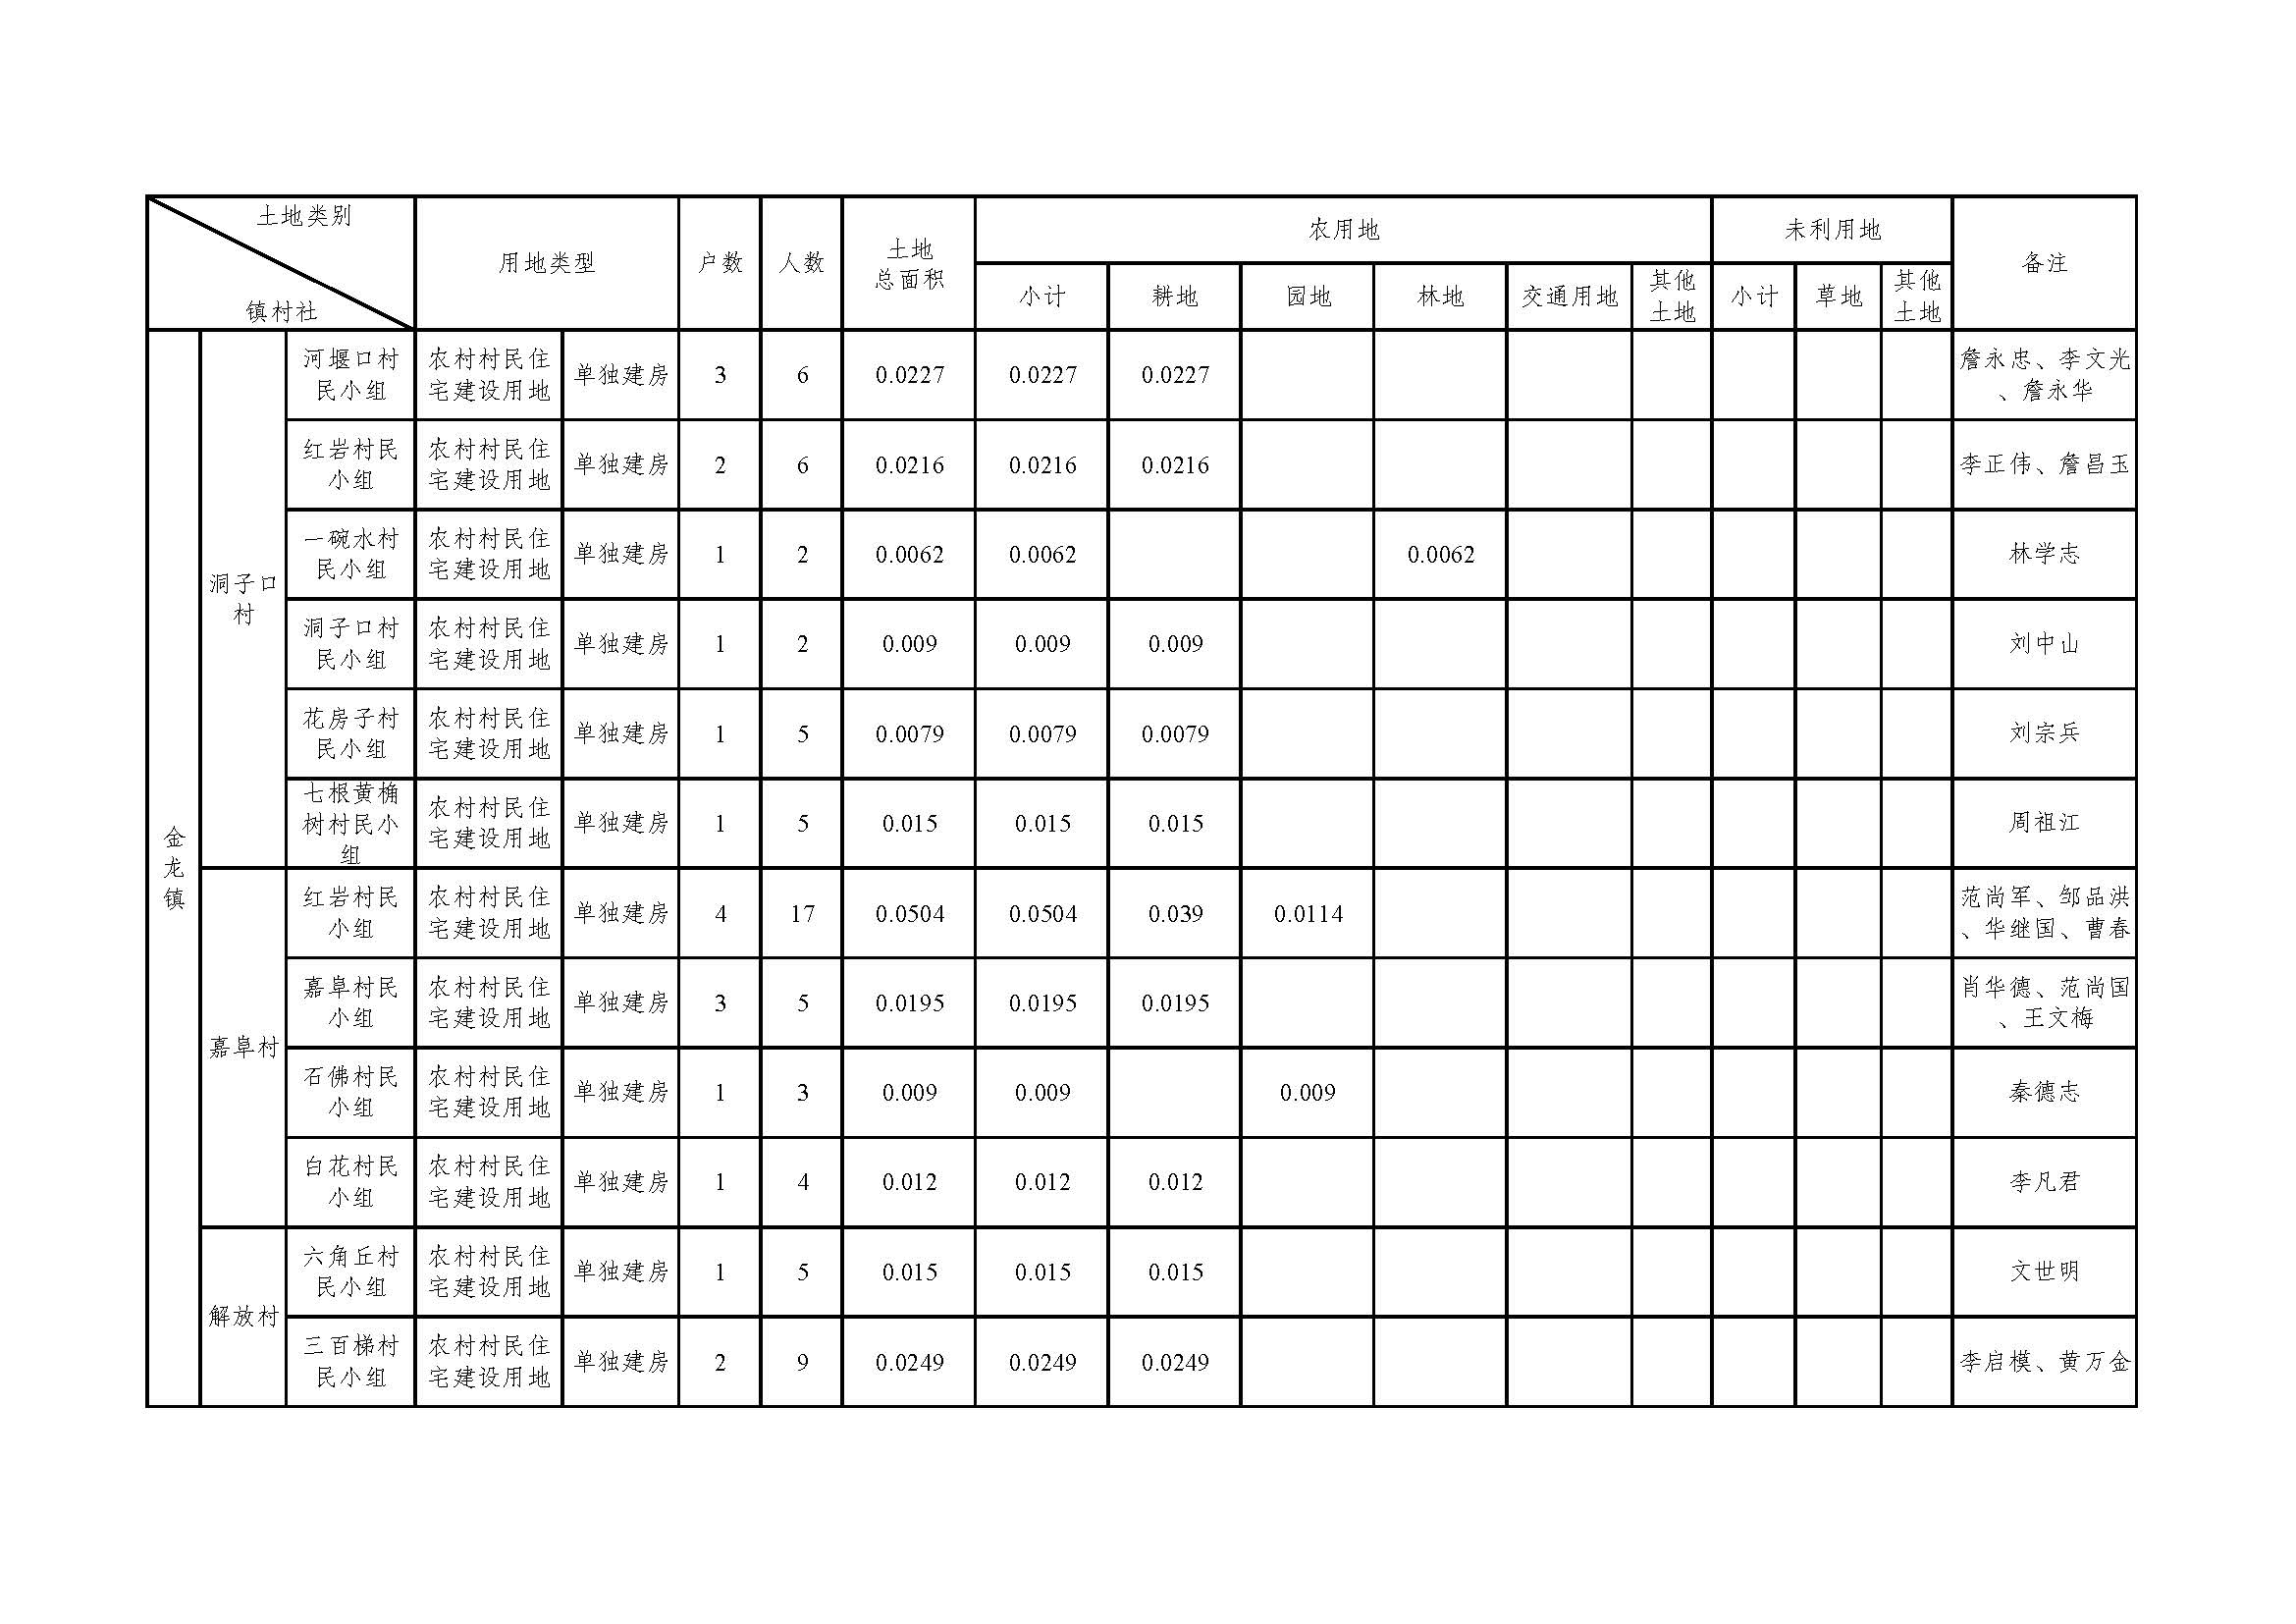 土地类别
镇村社
用地类型
户数
人数
土地
总面积
农用地
未利用地
备注
小计
耕地
园地
林地
交通用地
其他
土地
小计
草地
其他
土地
金
龙
镇
洞子口
村
河堰口村
民小组
农村村民住
宅建设用地
单独建房
3
6
0.0227
0.0227
0.0227
詹永忠、李文光
、詹永华
红岩村民
小组
农村村民住
宅建设用地
单独建房
2
6
0.0216
0.0216
0.0216
李正伟、詹昌玉
一碗水村
民小组
农村村民住
宅建设用地
单独建房
1
2
0.0062
0.0062
0.0062
林学志
洞子口村
民小组
农村村民住
宅建设用地
单独建房
1
2
0.009
0.009
0.009
刘中山
花房子村
民小组
农村村民住
宅建设用地
单独建房
1
5
0.0079
0.0079
0.0079
刘宗兵
七根黄桷
树村民小
组
农村村民住
宅建设用地
单独建房
1
5
0.015
0.015
0.015
周祖江
嘉阜村
红岩村民
小组
农村村民住
宅建设用地
单独建房
4
17
0.0504
0.0504
0.039
0.0114
范尚军、邹品洪
、华继国、曹春
嘉阜村民
小组
农村村民住
宅建设用地
单独建房
3
5
0.0195
0.0195
0.0195
肖华德、范尚国
、王文梅
石佛村民
小组
农村村民住
宅建设用地
单独建房
1
3
0.009
0.009
0.009
秦德志
白花村民
小组
农村村民住
宅建设用地
单独建房
1
4
0.012
0.012
0.012
李凡君
解放村
六角丘村
民小组
农村村民住
宅建设用地
单独建房
1
5
0.015
0.015
0.015
文世明
三百梯村
民小组
农村村民住
宅建设用地
单独建房
2
9
0.0249
0.0249
0.0249
李启模、黄万金